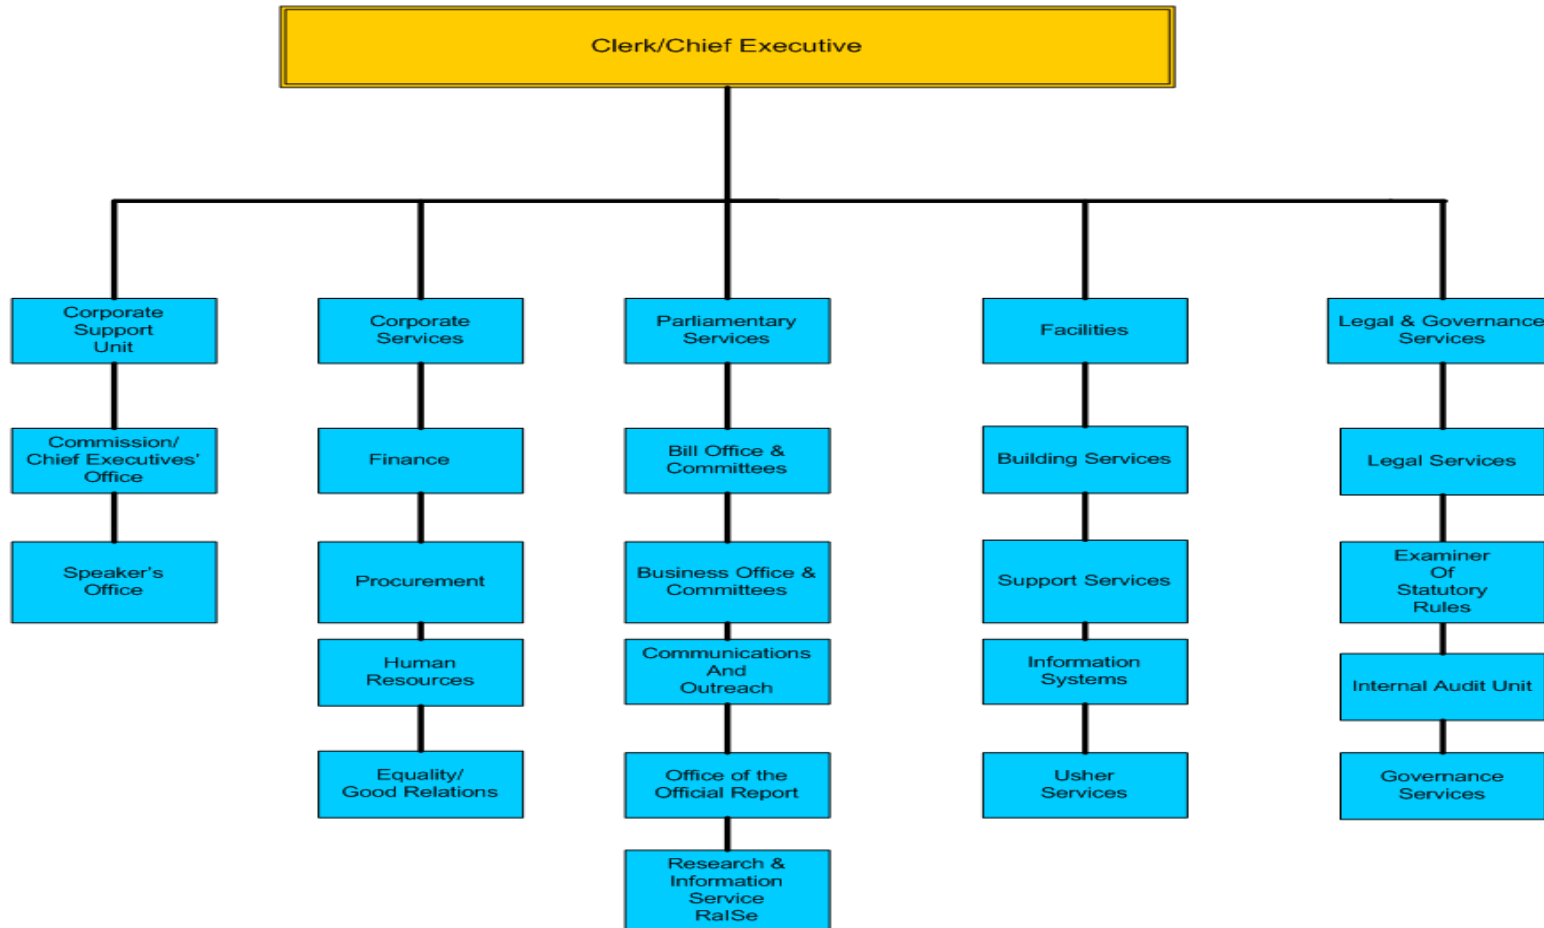 Clerk/Chief Executive
Corporate
Support
Unit
Corporate
Services
Parliamentary
Services
Facilities
Legal & Governance
Services
Commission/
Chief Executives'
Office
Finance
Bill Office &
Committees
Building Services
Legal Services
Speaker's
Office
Procurement
Business Office &
Committees
Support Services
Examiner
Of
Statutory
Rules
Human
Resources
Communications
And
Outreach
Information
Systems
Internal Audit Unit
Equality/
Good Relations
Office of the
Official Report
Usher
Services
Governance
Services
Research &
Information
Service
RaISe